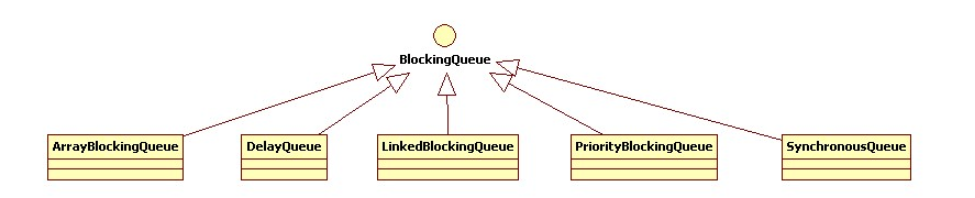 BlockingQueue
ArrayBlockingQueue
DelayQueue
LinkedBlockingQueue
PriorityBlockingQueue
SynchronousQueue